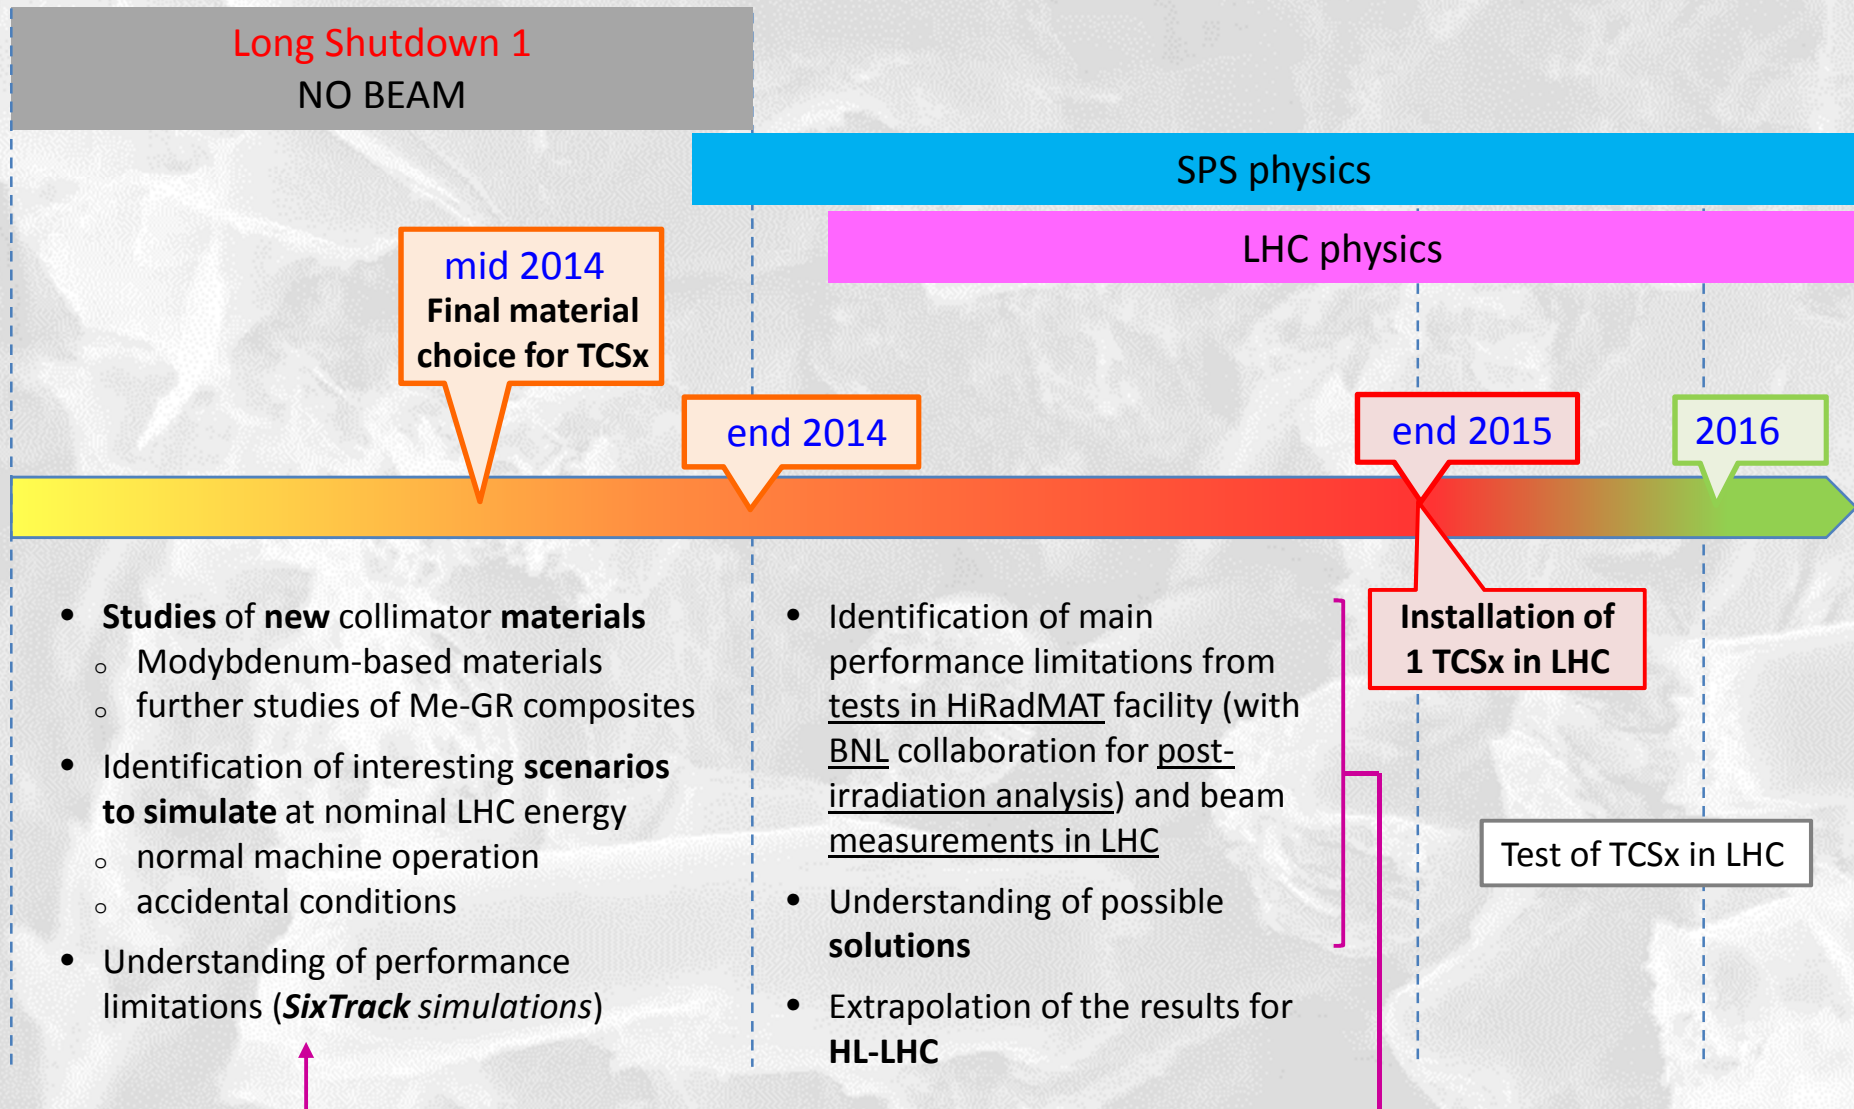 Long Shutdown 1
NO BEAM
SPS physics
LHC physics
mid 2014
Final material
choice for TCSx
end 2014
end 2015
2016
• Studies of new collimator materials
o Modybdenum-based materials
o further studies of Me-GR composites
• Identification of interesting scenarios
to simulate at nominal LHC energy
o normal machine operation
o accidental conditions
• Understanding of performance
limitations (SixTrack simulations)
• Identification of main
performance limitations from
tests in HiRadMAT facility (with
BNL collaboration for post-
irradiation analysis) and beam
measurements in LHC
• Understanding of possible
solutions
• Extrapolation of the results for
HL-LHC
Installation of
1 TCSx in LHC
Test of TCSx in LHC